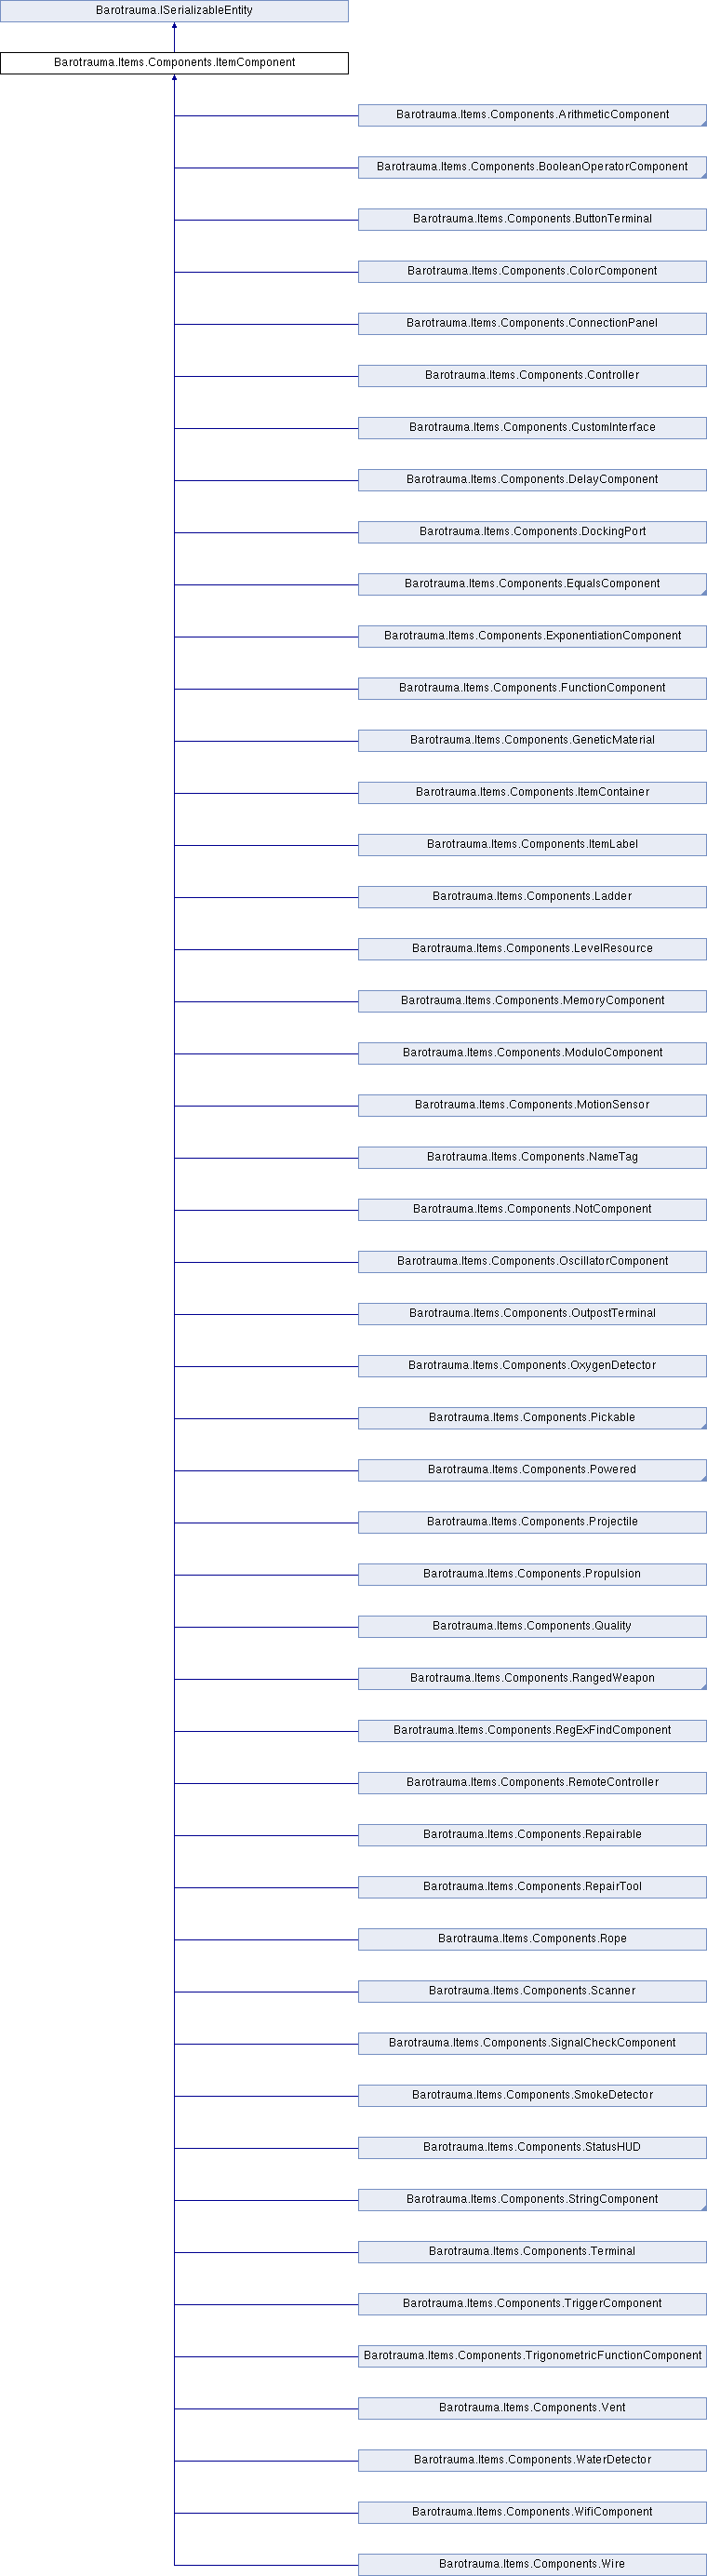 Barotrauma.ISerializableEntity
Barotrauma.Items.Components.ItemComponent
Barotrauma.Items.Components.ArithmeticComponent
Barotrauma.Items.Components.BooleanOperatorComponent
Barotrauma.Items.Components.ButtonTerminal
Barotrauma.Items.Components.ColorComponent
Barotrauma.Items.Components.ConnectionPanel
Barotrauma.Items.Components.Controller
Barotrauma.Items.Components.CustomInterface
Barotrauma.Items.Components.DelayComponent
Barotrauma.Items.Components.DockingPort
Barotrauma.Items.Components.EqualsComponent
Barotrauma.Items.Components.ExponentiationComponent
Barotrauma.Items.Components.FunctionComponent
Barotrauma.Items.Components.GeneticMaterial
Barotrauma.Items.Components.ItemContainer
Barotrauma.Items.Components.ItemLabel
Barotrauma.Items.Components.Ladder
Barotrauma.Items.Components.LevelResource
Barotrauma.Items.Components.MemoryComponent
Barotrauma.Items.Components.ModuloComponent
Barotrauma.Items.Components.MotionSensor
Barotrauma.Items.Components.NameTag
Barotrauma.Items.Components.NotComponent
Barotrauma.Items.Components.OscillatorComponent
Barotrauma.Items.Components.OutpostTerminal
Barotrauma.Items.Components.OxygenDetector
Barotrauma.Items.Components.Pickable
Barotrauma.Items.Components.Powered
Barotrauma.Items.Components.Projectile
Barotrauma.Items.Components.Propulsion
Barotrauma.Items.Components.Quality
Barotrauma.Items.Components.RangedWeapon
Barotrauma.Items.Components.RegExFindComponent
Barotrauma.Items.Components.RemoteController
Barotrauma.Items.Components.Repairable
Barotrauma.Items.Components.RepairTool
Barotrauma.Items.Components.Rope
Barotrauma.Items.Components.Scanner
Barotrauma.Items.Components.SignalCheckComponent
Barotrauma.Items.Components.SmokeDetector
Barotrauma.Items.Components.StatusHUD
Barotrauma.Items.Components.StringComponent
Barotrauma.Items.Components.Terminal
Barotrauma.Items.Components.TriggerComponent
Barotrauma.Items.Components.TrigonometricFunctionComponent
Barotrauma.Items.Components.Vent
Barotrauma.Items.Components.WaterDetector
Barotrauma.Items.Components.WifiComponent
Barotrauma.Items.Components.Wire